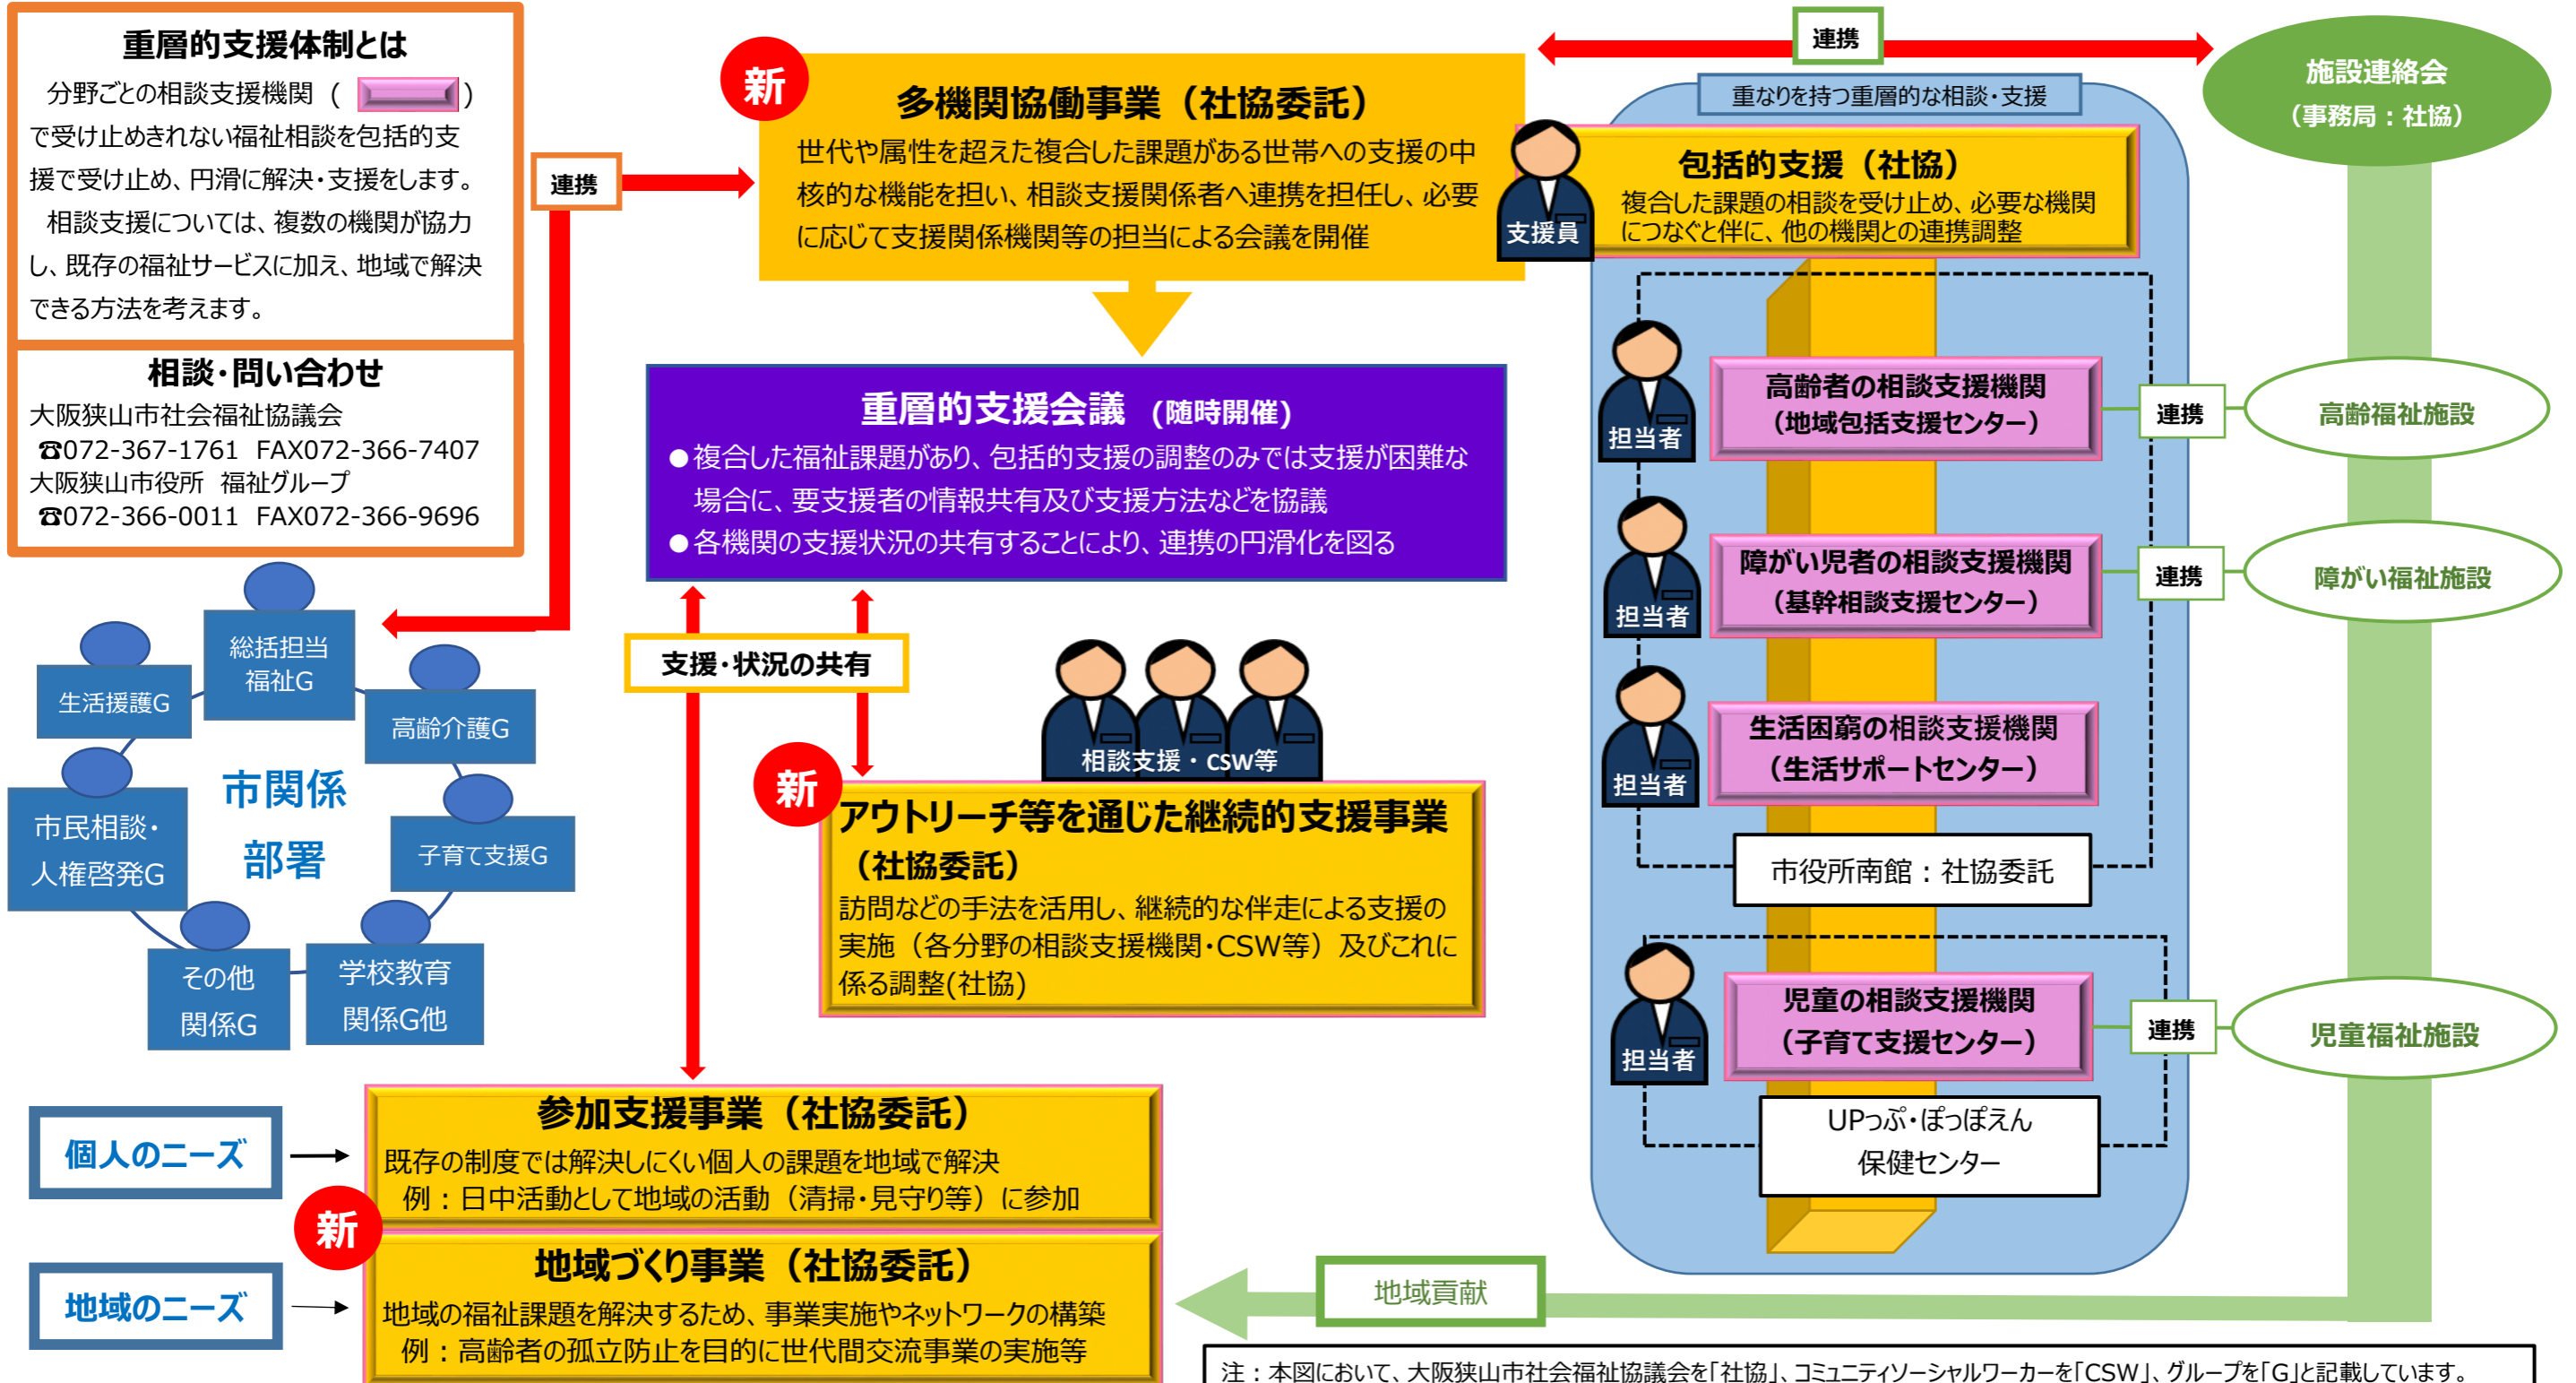 重層的支援体制とは
分野ごとの相談支援機関（　　　）
で受け止めきれない福祉相談を包括的支
援で受け止め、円滑に解決・支援をします。
相談支援については、複数の機関が協力
し、既存の福祉サービスに加え、地域で解決
できる方法を考えます。
相談・問い合わせ
大阪狭山市社会福祉協議会
☎072-367-1761 FAX072-366-7407
大阪狭山市役所 福祉グループ
☎072-366-0011 FAX072-366-9696
連携
新
多機関協働事業（社協委託）
世代や属性を超えた複合した課題がある世帯への支援の中
核的な機能を担い、相談支援関係者へ連携を担任し、必要
に応じて支援関係機関等の担当による会議を開催
連携
施設連絡会
（事務局：社協）
重なりを持つ重層的な相談・支援
支援員
包括的支援（社協）
複合した課題の相談を受け止め、必要な機関
につなぐと伴に、他の機関との連携調整
重層的支援会議 (随時開催)
●複合した福祉課題があり、包括的支援の調整のみでは支援が困難な
場合に、要支援者の情報共有及び支援方法などを協議
●各機関の支援状況の共有することにより、連携の円滑化を図る
担当者
高齢者の相談支援機関
（地域包括支援センター）
連携
高齢福祉施設
担当者
障がい児者の相談支援機関
（基幹相談支援センター）
連携
障がい福祉施設
担当者
生活困窮の相談支援機関
（生活サポートセンター）
市役所南館：社協委託
担当者
児童の相談支援機関
（子育て支援センター）
連携
児童福祉施設
UPっぷ・ぽっぽえん
保健センター
総括担当
福祉G
生活援護G
高齢介護G
市民相談・
人権啓発G
市関係
部署
子育て支援G
その他
関係G
学校教育
関係G他
支援・状況の共有
相談支援・CSW等
新
アウトリーチ等を通じた継続的支援事業
（社協委託）
訪問などの手法を活用し、継続的な伴走による支援の
実施（各分野の相談支援機関・CSW等）及びこれに
係る調整(社協)
個人のニーズ
参加支援事業（社協委託）
既存の制度では解決しにくい個人の課題を地域で解決
例：日中活動として地域の活動（清掃・見守り等）に参加
新
地域のニーズ
地域づくり事業（社協委託）
地域の福祉課題を解決するため、事業実施やネットワークの構築
例：高齢者の孤立防止を目的に世代間交流事業の実施等
地域貢献
注：本図において、大阪狭山市社会福祉協議会を「社協」、コミュニティソーシャルワーカーを「CSW」、グループを「G」と記載しています。